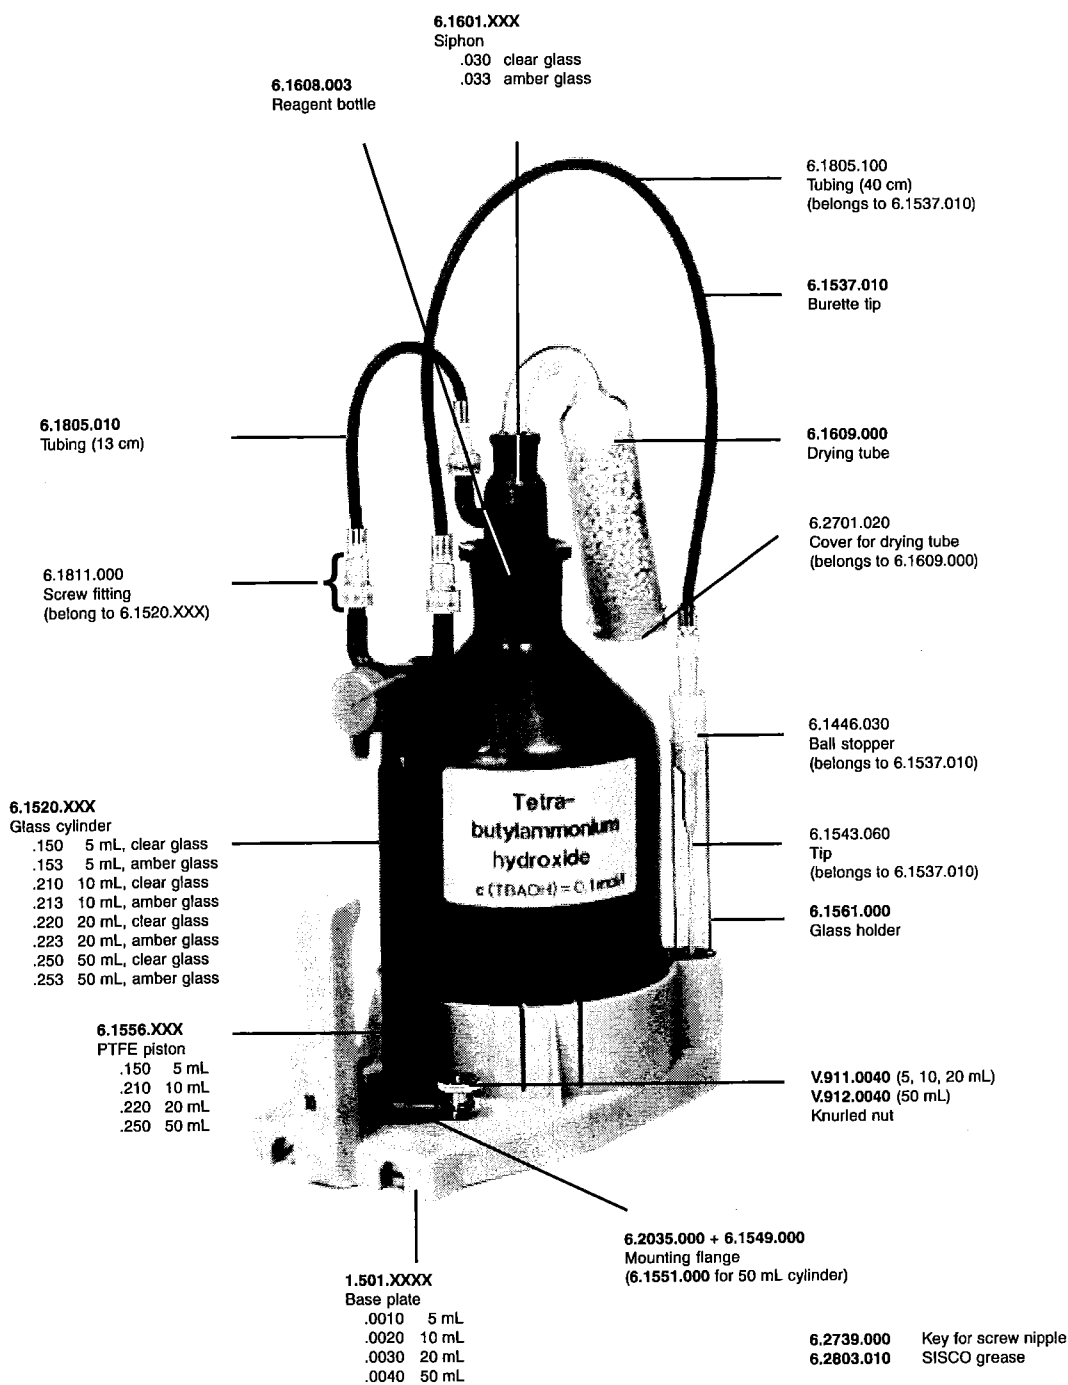 6.1601.XXX
Siphon
.030 clear glass
.033 amber glass
6.1608.003
Reagent bottle
6.1805.100
Tubing (40 cm)
(belongs to 6.1537.010)
6.1537.010
Burette tip
6.1805.010
Tubing (13 cm)
6.1609.000
Drying tube
6.2701.020
Cover for drying tube
(belongs to 6.1609.000)
6.1811.000
Screw fitting
(belong to 6.1520.XXX)
6.1446.030
Ball stopper
(belongs to 6.1537.010)
Tetra-
butylammonium
hydroxide
c (TBAOH) = 0.1 mol/l
6.1520.XXX
Glass cylinder
.150 5 mL, clear glass
.153 5 mL, amber glass
.210 10 mL, clear glass
.213 10 mL, amber glass
.220 20 mL, clear glass
.223 20 mL, amber glass
.250 50 mL, clear glass
.253 50 mL, amber glass
6.1543.060
Tip
(belongs to 6.1537.010)
6.1561.000
Glass holder
6.1556.XXX
PTFE piston
.150 5 mL
.210 10 mL
.220 20 mL
.250 50 mL
V.911.0040 (5, 10, 20 mL)
V.912.0040 (50 mL)
Knurled nut
6.2035.000 + 6.1549.000
Mounting flange
(6.1551.000 for 50 mL cylinder)
1.501.XXXX
Base plate
.0010 5 mL
.0020 10 mL
.0030 20 mL
.0040 50 mL
6.2739.000 Key for screw nipple
6.2803.010 SISCO grease